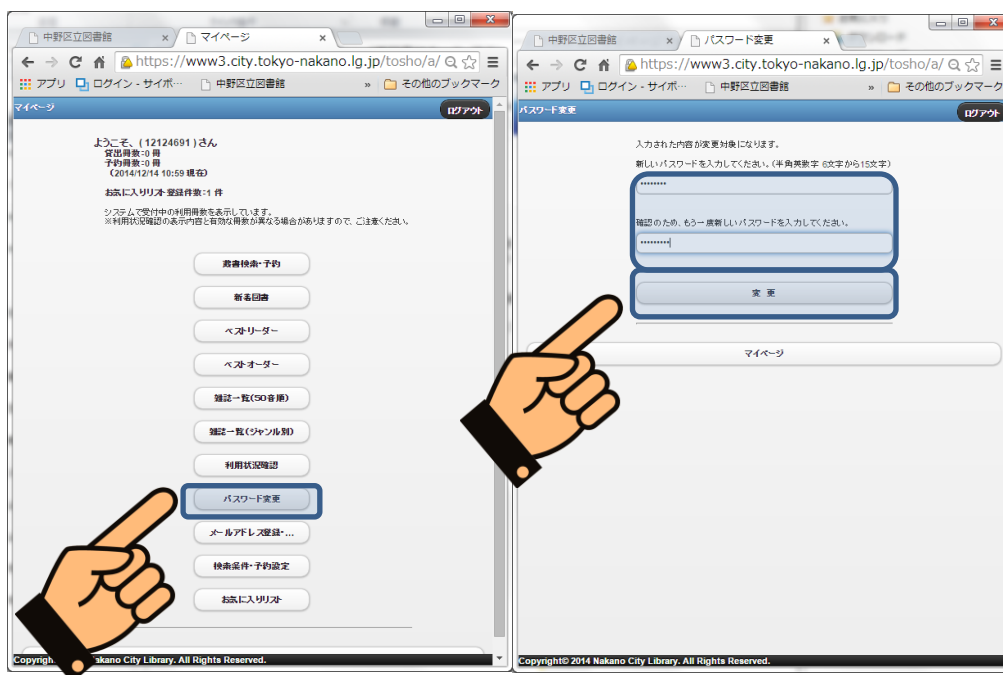 中野区立図書館
マイページ
https://www3.city.tokyo-nakano.lg.jp/tosho/a/
アプリ
ログイン - サイボ…
中野区立図書館
»
その他のブックマーク
マイページ
ログアウト
ようこそ、(12124691)さん
貸出冊数:0 冊
予約冊数:0 冊
(2014/12/14 10:59 現在)
お気に入りリスト登録件数:1 件
システムで受付中の利用冊数を表示しています。
※利用状況確認の表示内容と有効な冊数が異なる場合がありますので、ご注意ください。
蔵書検索・予約
新着図書
ベストリーダー
ベストオーダー
雑誌一覧(50音順)
雑誌一覧(ジャンル別)
利用状況確認
パスワード変更
メールアドレス登録・...
検索条件・予約設定
お気に入りリスト
Copyrigh
akano City Library. All Rights Reserved.
中野区立図書館
パスワード変更
https://www3.city.tokyo-nakano.lg.jp/tosho/a/
アプリ
ログイン - サイボ…
中野区立図書館
»
その他のブックマーク
パスワード変更
ログアウト
入力された内容が変更対象になります。
新しいパスワードを入力してください。(半角英数字 6文字から15文字)
••••••••
確認のため、もう一度新しいパスワードを入力してください。
•••••••••
変 更
マイページ
Copyright© 2014 Nakano City Library. All Rights Reserved.